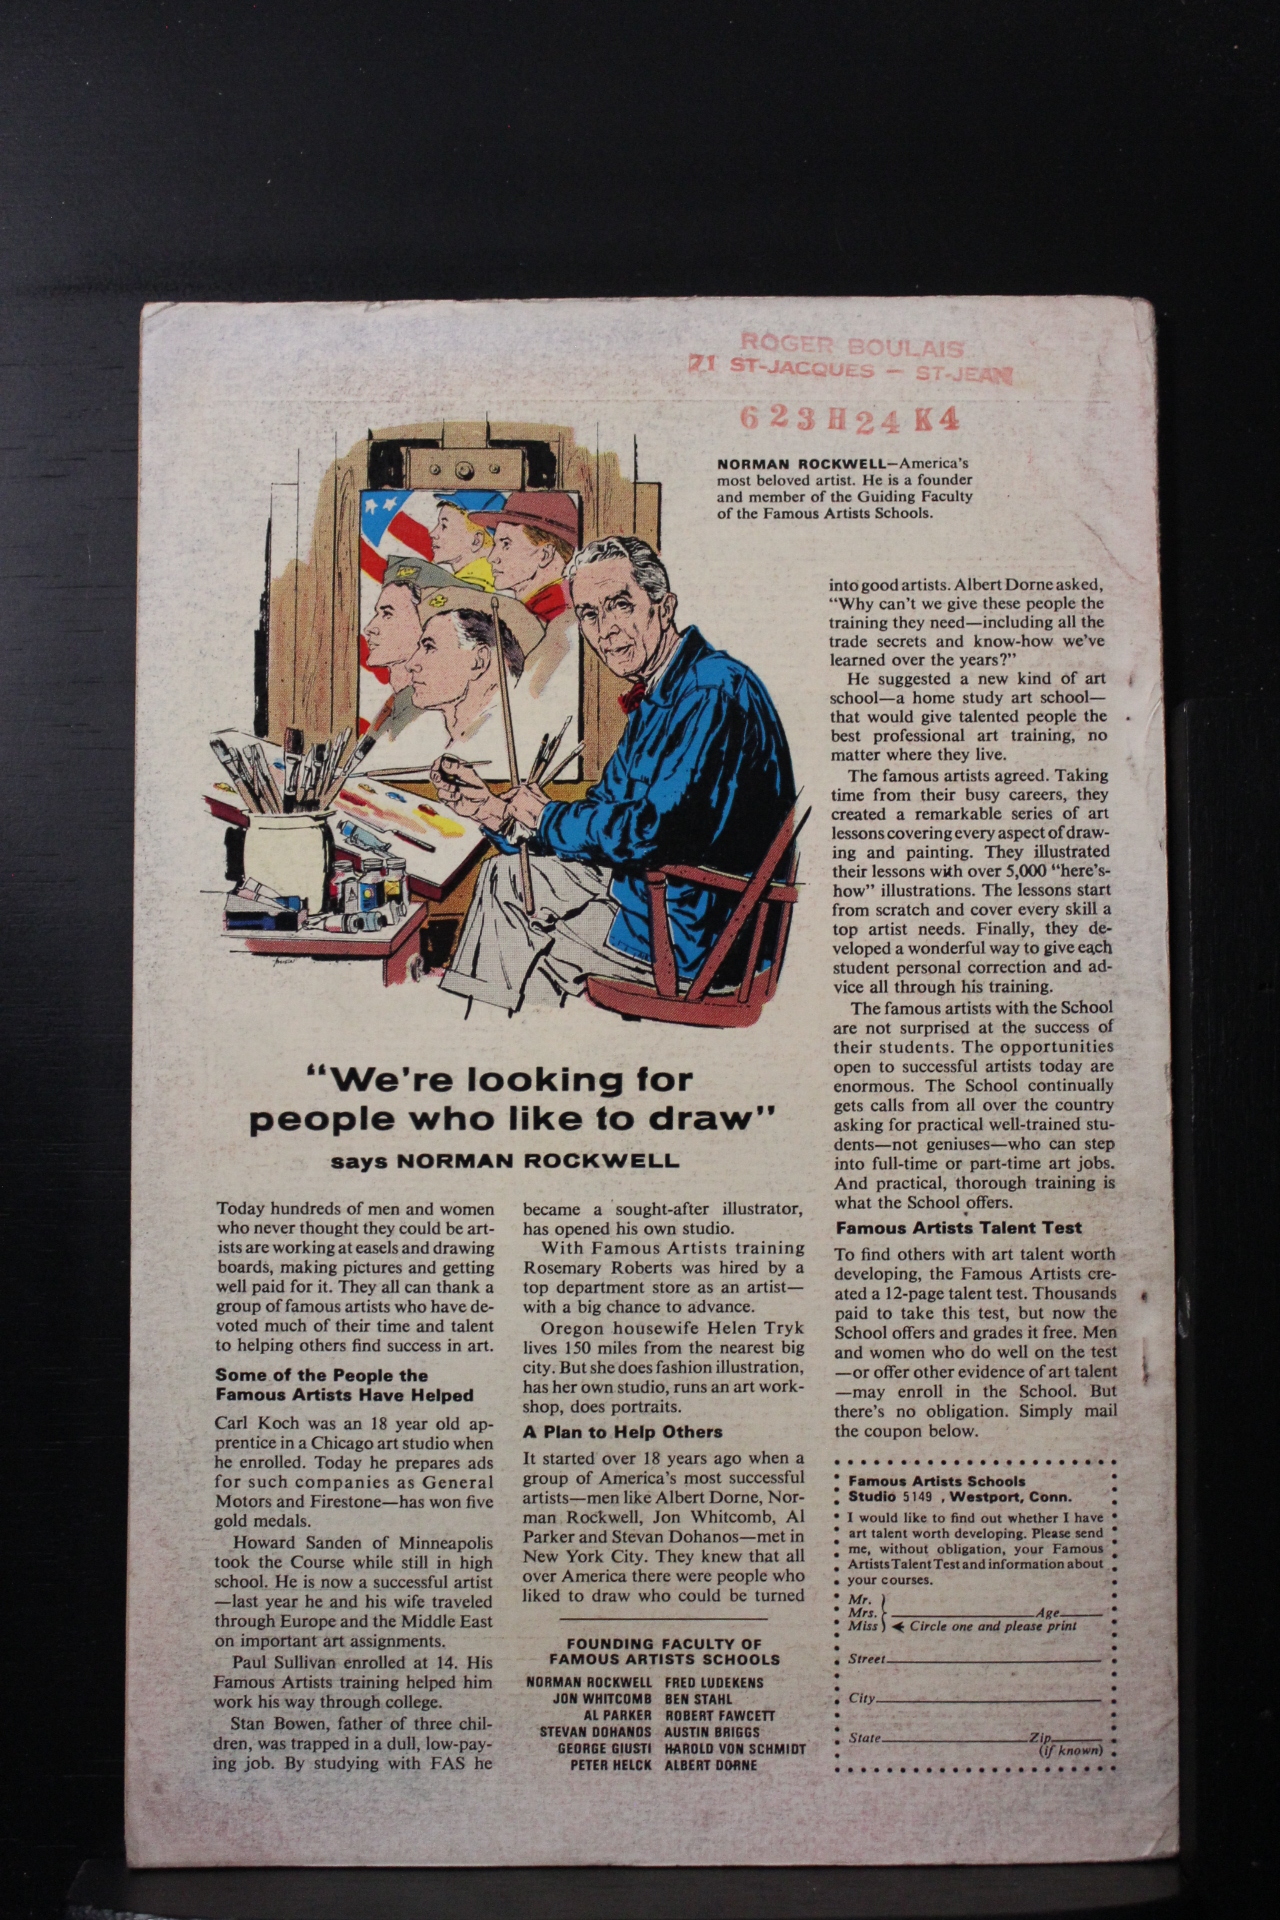 ROGER BOULAIS
71 ST-JACQUES — ST-JEAN
623H24K4
NORMAN ROCKWELL—America's
most beloved artist. He is a founder
and member of the Guiding Faculty
of the Famous Artists Schools.
"We're looking for
people who like to draw"
says NORMAN ROCKWELL
Today hundreds of men and women
who never thought they could be art-
ists are working at easels and drawing
boards, making pictures and getting
well paid for it. They all can thank a
group of famous artists who have de-
voted much of their time and talent
to helping others find success in art.
Some of the People the
Famous Artists Have Helped
Carl Koch was an 18 year old ap-
prentice in a Chicago art studio when
he enrolled. Today he prepares ads
for such companies as General
Motors and Firestone—has won five
gold medals.
Howard Sanden of Minneapolis
took the Course while still in high
school. He is now a successful artist
—last year he and his wife traveled
through Europe and the Middle East
on important art assignments.
Paul Sullivan enrolled at 14. His
Famous Artists training helped him
work his way through college.
Stan Bowen, father of three chil-
dren, was trapped in a dull, low-pay-
ing job. By studying with FAS he
became a sought-after illustrator,
has opened his own studio.
With Famous Artists training
Rosemary Roberts was hired by a
top department store as an artist—
with a big chance to advance.
Oregon housewife Helen Tryk
lives 150 miles from the nearest big
city. But she does fashion illustration,
has her own studio, runs an art work-
shop, does portraits.
A Plan to Help Others
It started over 18 years ago when a
group of America's most successful
artists—men like Albert Dorne, Nor-
man Rockwell, Jon Whitcomb, Al
Parker and Stevan Dohanos—met in
New York City. They knew that all
over America there were people who
liked to draw who could be turned
FOUNDING FACULTY OF
FAMOUS ARTISTS SCHOOLS
NORMAN ROCKWELL FRED LUDEKENS
JON WHITCOMB BEN STAHL
AL PARKER ROBERT FAWCETT
STEVAN DOHANOS AUSTIN BRIGGS
GEORGE GIUSTI HAROLD VON SCHMIDT
PETER HELCK ALBERT DORNE
into good artists. Albert Dorne asked,
"Why can't we give these people the
training they need—including all the
trade secrets and know-how we've
learned over the years?"
He suggested a new kind of art
school—a home study art school—
that would give talented people the
best professional art training, no
matter where they live.
The famous artists agreed. Taking
time from their busy careers, they
created a remarkable series of art
lessons covering every aspect of draw-
ing and painting. They illustrated
their lessons with over 5,000 "here's-
how" illustrations. The lessons start
from scratch and cover every skill a
top artist needs. Finally, they de-
veloped a wonderful way to give each
student personal correction and ad-
vice all through his training.
The famous artists with the School
are not surprised at the success of
their students. The opportunities
open to successful artists today are
enormous. The School continually
gets calls from all over the country
asking for practical well-trained stu-
dents—not geniuses—who can step
into full-time or part-time art jobs.
And practical, thorough training is
what the School offers.
Famous Artists Talent Test
To find others with art talent worth
developing, the Famous Artists cre-
ated a 12-page talent test. Thousands
paid to take this test, but now the
School offers and grades it free. Men
and women who do well on the test
—or offer other evidence of art talent
—may enroll in the School. But
there's no obligation. Simply mail
the coupon below.
Famous Artists Schools
Studio 5149 , Westport, Conn.
I would like to find out whether I have
art talent worth developing. Please send
me, without obligation, your Famous
Artists Talent Test and information about
your courses.
Mr.
Mrs. Age
Miss Circle one and please print
Street
City
State Zip
(if known)